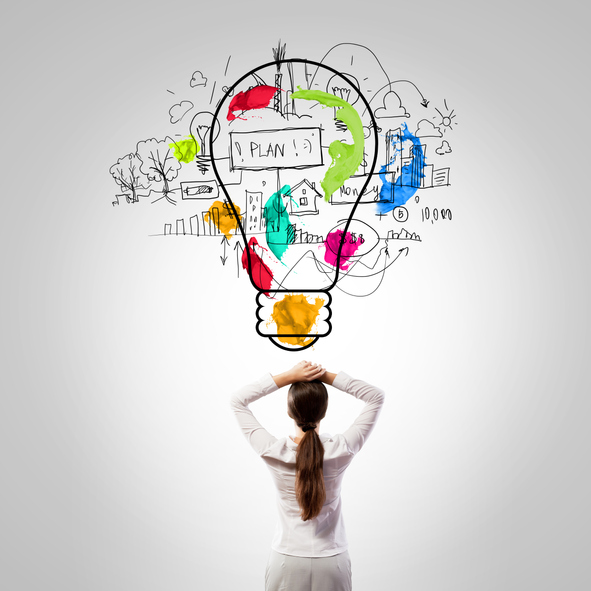 PLAN ! :)
Money
$ $ $
10,000